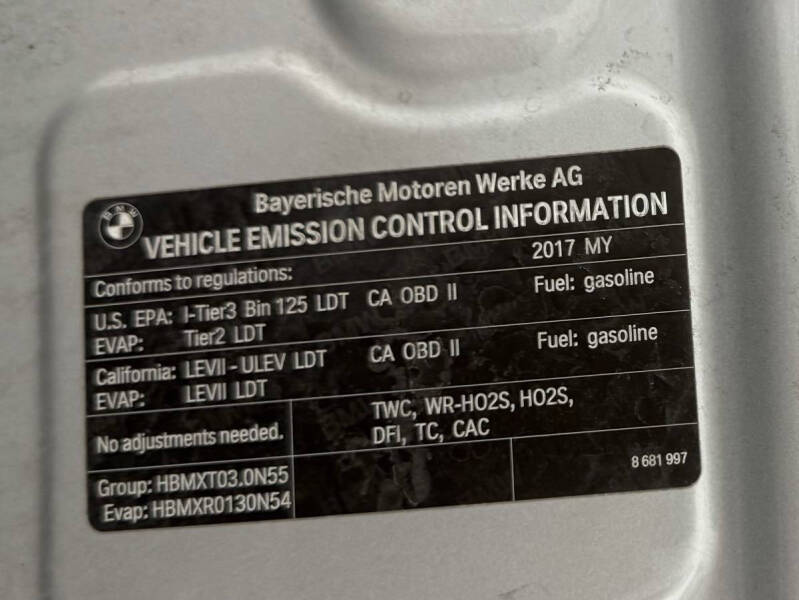 BMW
Bayerische Motoren Werke AG
VEHICLE EMISSION CONTROL INFORMATION
Conforms to regulations: 2017 MY
U.S. EPA: I-Tier3 Bin 125 LDT CA OBD II Fuel: gasoline
EVAP: Tier2 LDT
California: LEVII-ULEV LDT CA OBD II Fuel: gasoline
EVAP: LEVII LDT
No adjustments needed.
TWC, WR-HO2S, HO2S,
DFI, TC, CAC
Group: HBMXT03.0N55
Evap: HBMXR0130N54
8 681 997